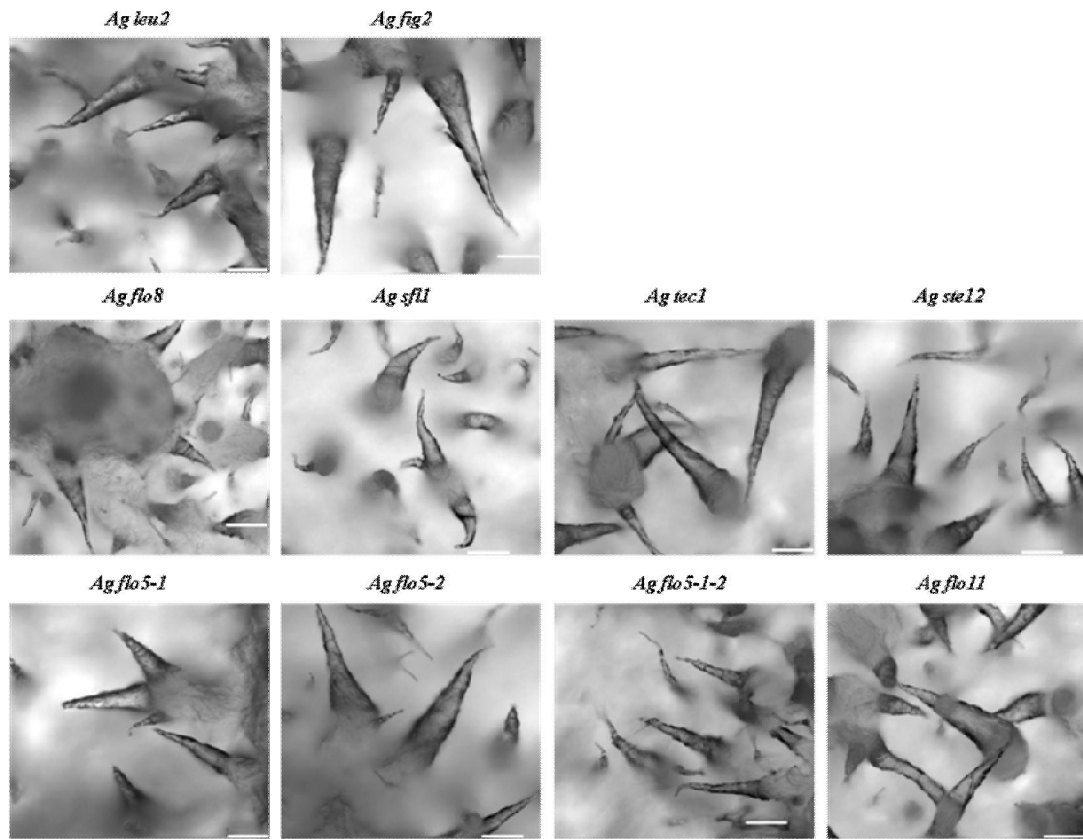 Ag leu2 Ag fig2
Ag flo8 Ag sfl1 Ag tec1 Ag ste12
Ag flo5-1 Ag flo5-2 Ag flo5-1-2 Ag flo11